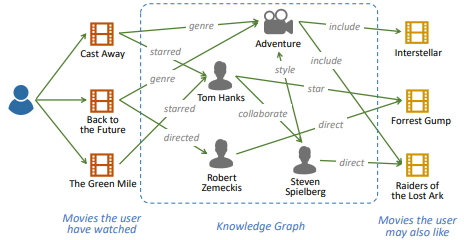 genre
include
Cast Away
Adventure
Interstellar
starred
include
genre
style
Tom Hanks
star
starred
collaborate
Back to
the Future
Forrest Gump
directed
direct
Robert
Zemeckis
direct
Steven
Spielberg
The Green Mile
Raiders of
the Lost Ark
Movies the user
have watched
Knowledge Graph
Movies the user
may also like